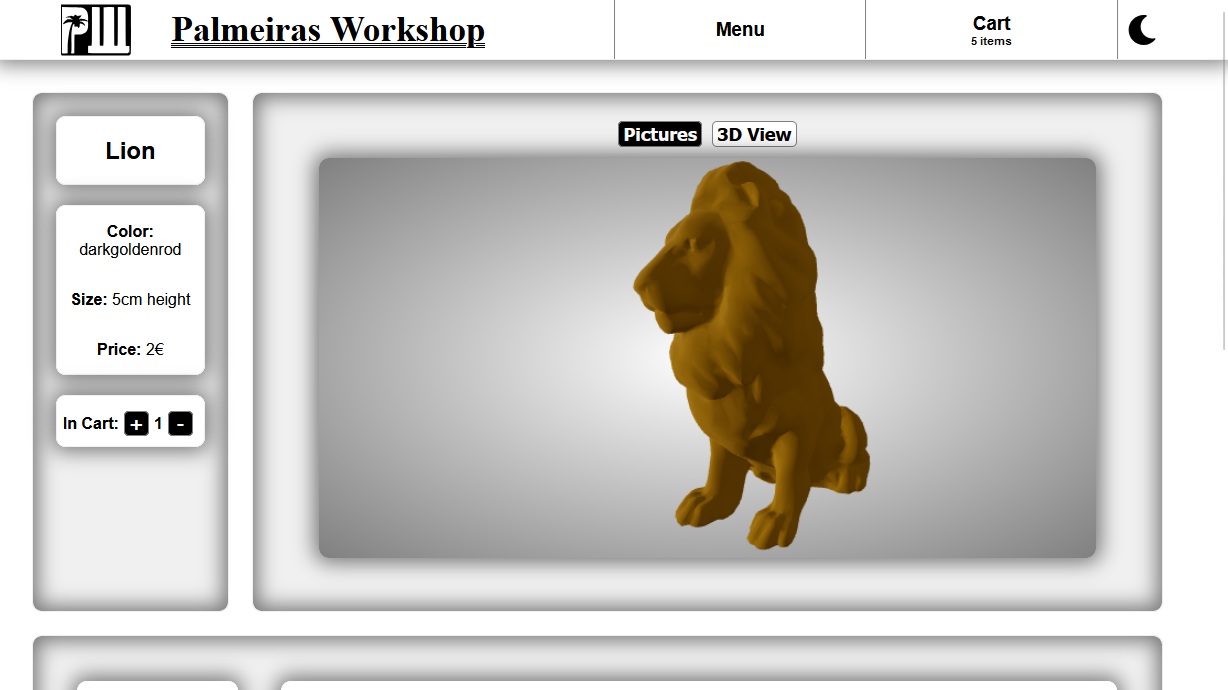 Palmeiras Workshop
Menu
Cart
5 items
Lion
Color:
darkgoldenrod
Size: 5cm height
Price: 2€
In Cart: + 1 -
Pictures 3D View